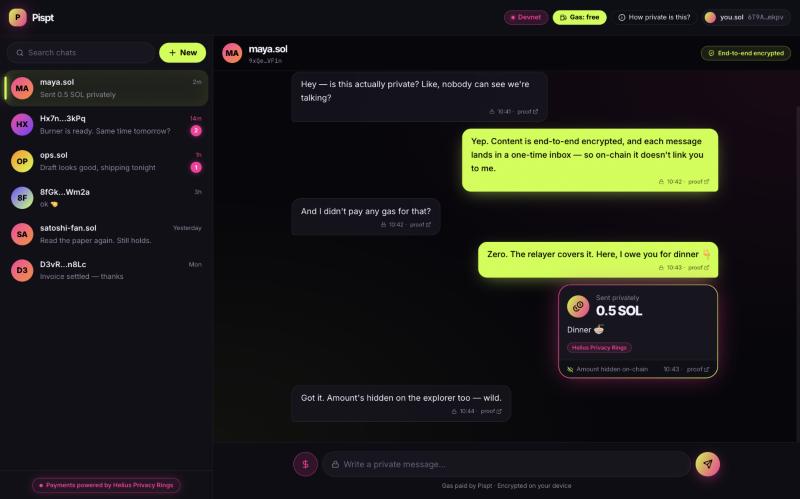 P Pispt
Devnet
Gas: free
How private is this?
you.sol 6T9A…mkpv
Search chats
+ New
MA maya.sol 2m
Sent 0.5 SOL privately
HX Hx7n…3kPq 14m
Burner is ready. Same time tomorrow? 2
OP ops.sol 1h
Draft looks good, shipping tonight 1
8F 8fGk…Wm2a 3h
ok 🤏
SA satoshi-fan.sol Yesterday
Read the paper again. Still holds.
D3 D3vR…n8Lc Mon
Invoice settled — thanks
Payments powered by Helius Privacy Rings
MA maya.sol
End-to-end encrypted
Hey — is this actually private? Like, nobody can see we're
talking?
10:41 · proof
Yep. Content is end-to-end encrypted, and each message
lands in a one-time inbox — so on-chain it doesn't link you
to me.
10:42 · proof
And I didn't pay any gas for that?
10:42 · proof
Zero. The relayer covers it. Here, I owe you for dinner 👇
10:43 · proof
Sent privately
0.5 SOL
Dinner 🍜
Helius Privacy Rings
Amount hidden on-chain 10:43 · proof
Got it. Amount's hidden on the explorer too — wild.
10:44 · proof
$
Write a private message…
Gas paid by Pispt · Encrypted on your device